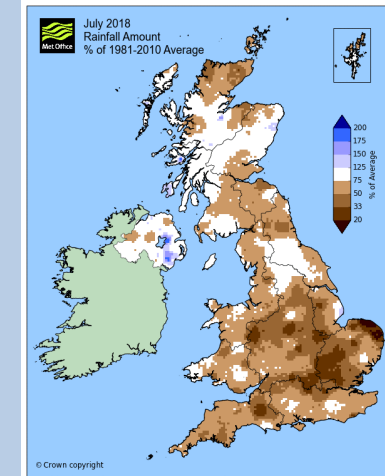 Met Office
July 2018
Rainfall Amount
% of 1981-2010 Average
200
175
150
125
75
50
33
20
% of Average
© Crown copyright